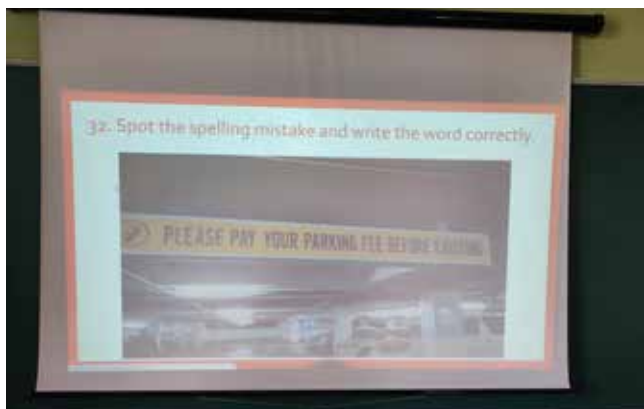 32. Spot the spelling mistake and write the word correctly.
PLEASE PAY YOUR PARKING FEE BEFORE